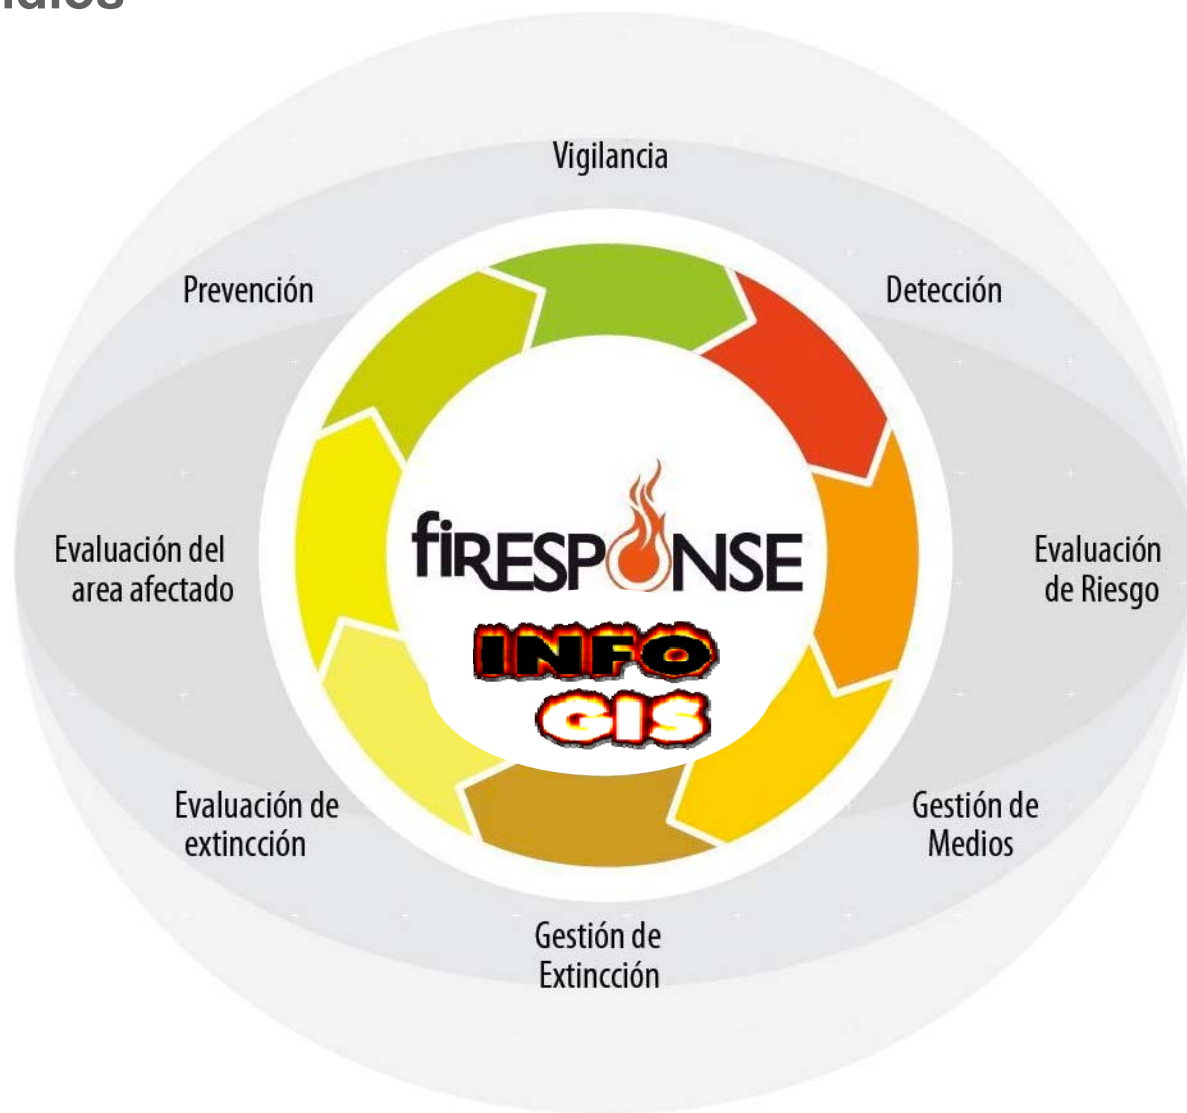 Vigilancia
Prevención
Detección
fiRESPONSE
INFO
GIS
Evaluación del
area afectado
Evaluación
de Riesgo
Evaluación de
extincción
Gestión de
Medios
Gestión de
Extincción